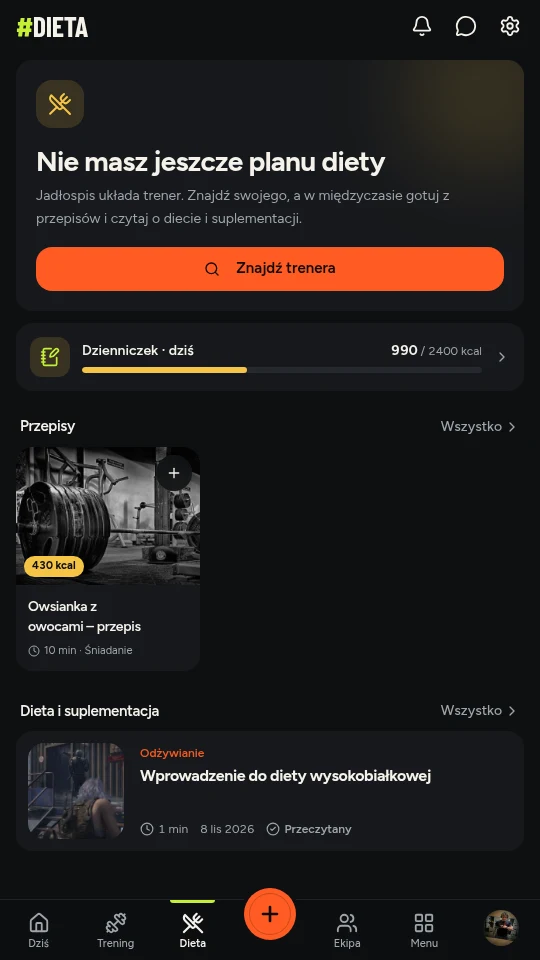 #DIETA
Nie masz jeszcze planu diety
Jadłospis układa trener. Znajdź swojego, a w międzyczasie gotuj z
przepisów i czytaj o diecie i suplementacji.
Znajdź trenera
Dzienniczek · dziś
990 / 2400 kcal
Przepisy
Wszystko
430 kcal
Owsianka z
owocami – przepis
10 min · Śniadanie
Dieta i suplementacja
Wszystko
Odżywianie
Wprowadzenie do diety wysokobiałkowej
1 min 8 lis 2026 Przeczytany
Dziś
Trening
Dieta
Ekipa
Menu